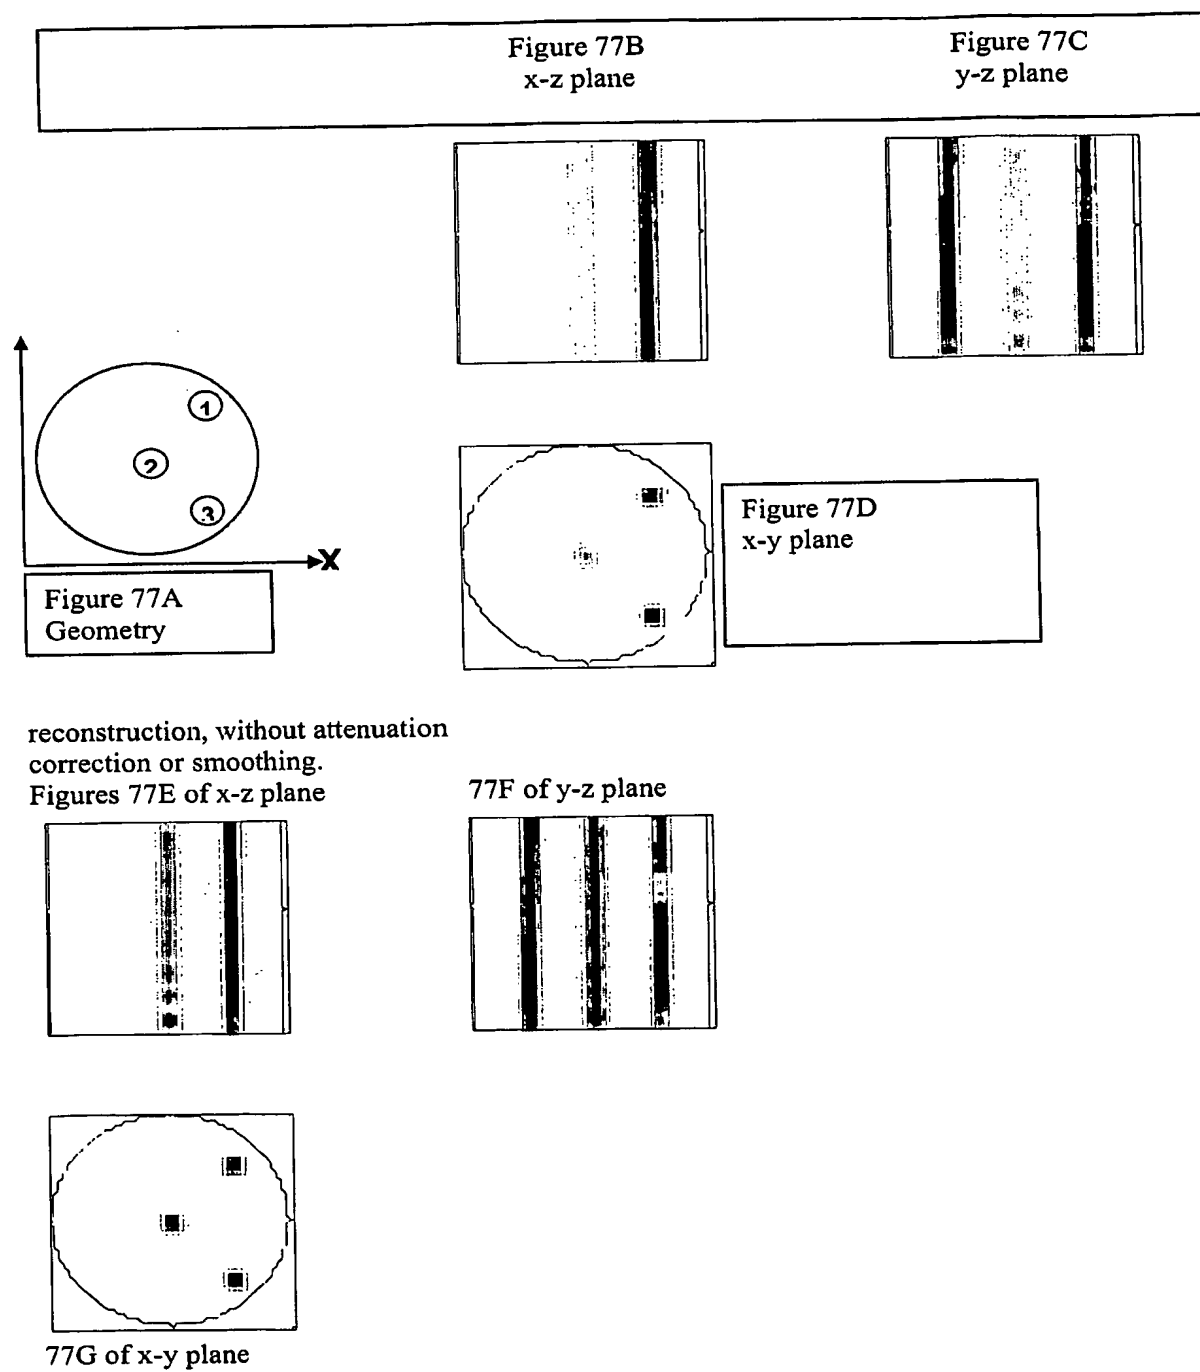 Figure 77B
x-z plane
Figure 77C
y-z plane
1
2
3
X
Figure 77A
Geometry
Figure 77D
x-y plane
reconstruction, without attenuation
correction or smoothing.
Figures 77E of x-z plane
77F of y-z plane
77G of x-y plane